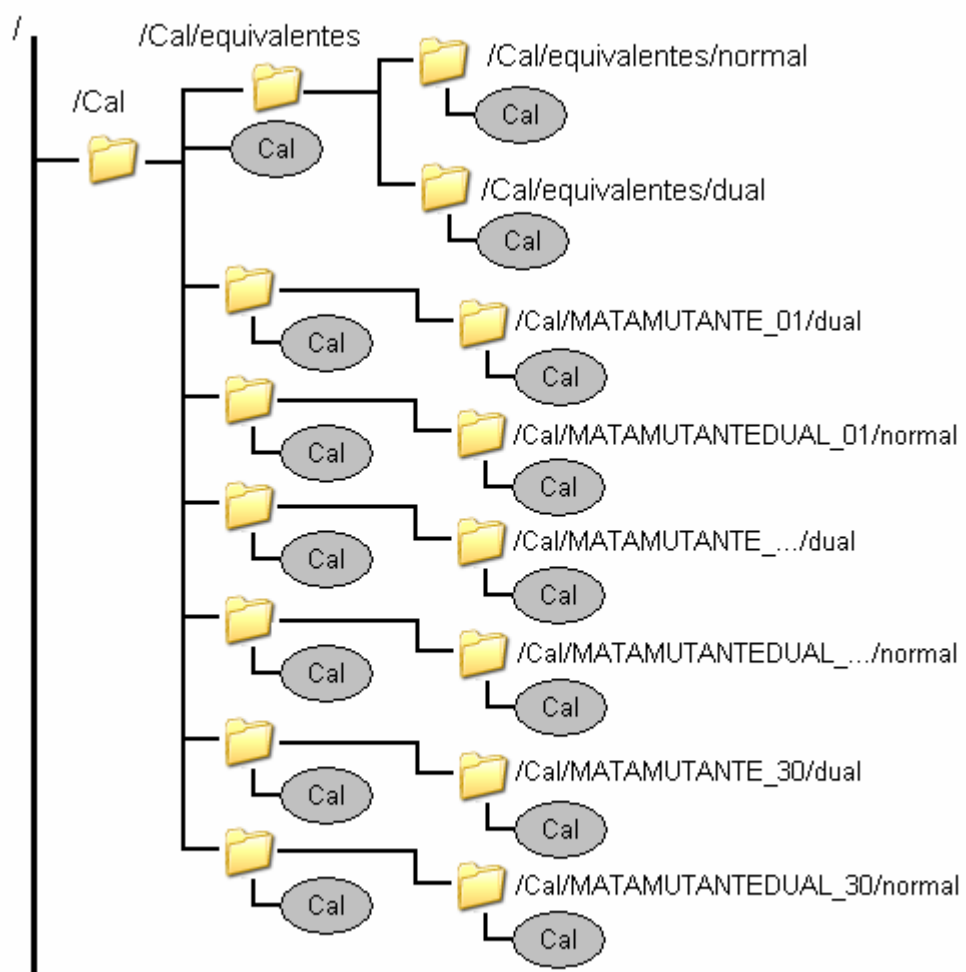 /
/Cal/equivalentes
/Cal/equivalentes/normal
/Cal
Cal
Cal
/Cal/equivalentes/dual
Cal
/Cal/MATAMUTANTE_01/dual
Cal
Cal
/Cal/MATAMUTANTEDUAL_01/normal
Cal
Cal
/Cal/MATAMUTANTE_.../dual
Cal
Cal
/Cal/MATAMUTANTEDUAL_.../normal
Cal
Cal
/Cal/MATAMUTANTE_30/dual
Cal
Cal
/Cal/MATAMUTANTEDUAL_30/normal
Cal
Cal